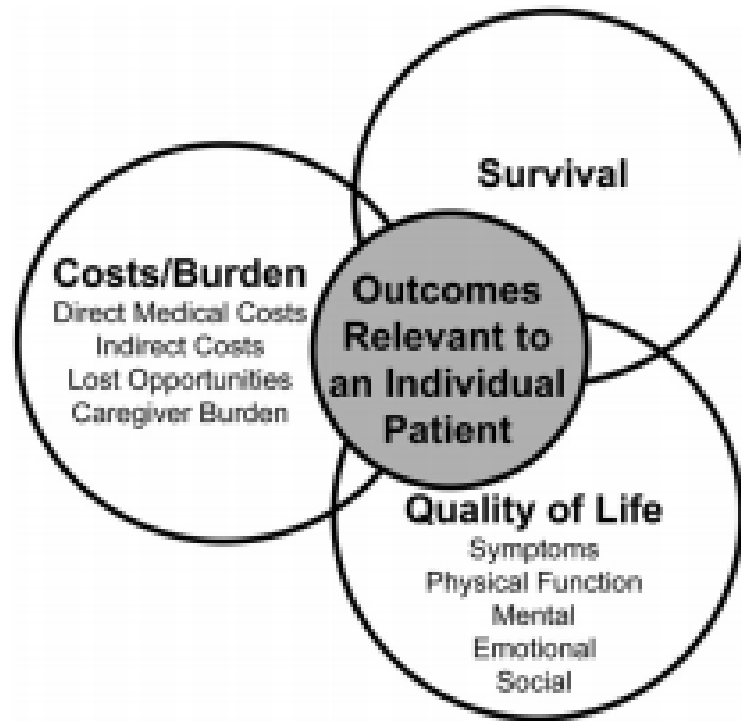 Survival
Costs/Burden
Direct Medical Costs
Indirect Costs
Lost Opportunities
Caregiver Burden
Outcomes
Relevant to
an Individual
Patient
Quality of Life
Symptoms
Physical Function
Mental
Emotional
Social